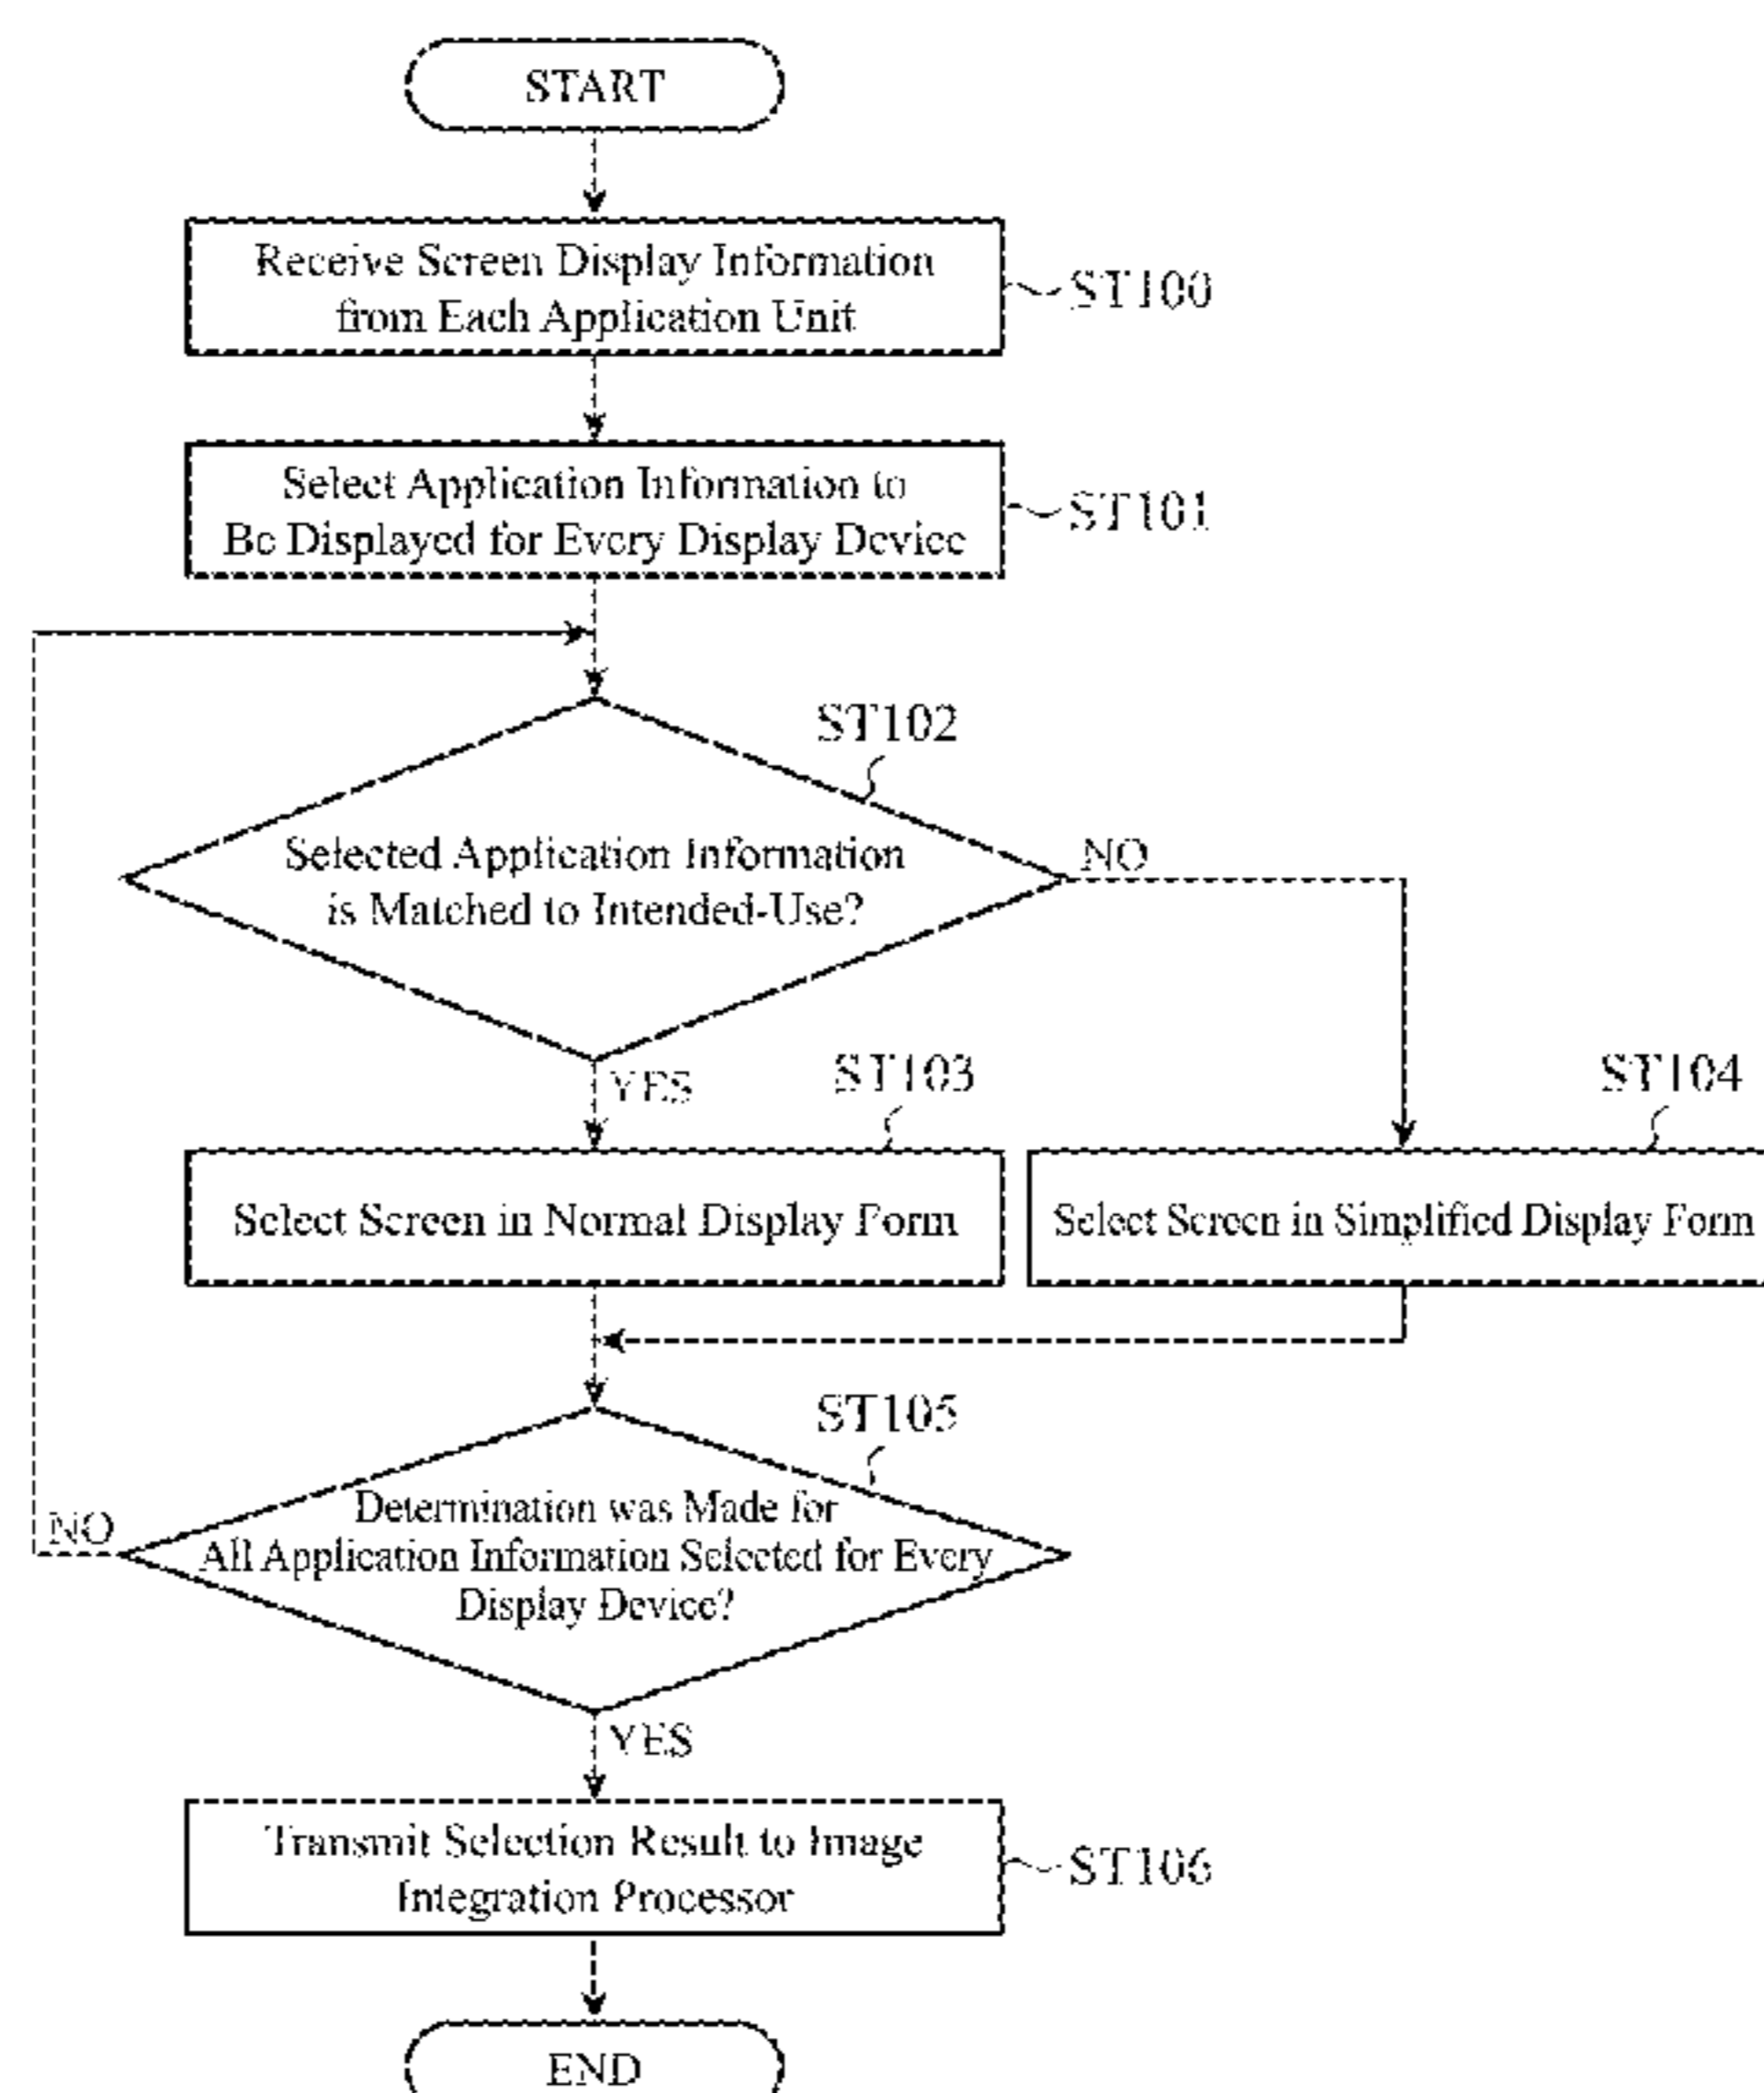 START
Receive Screen Display Information
from Each Application Unit
ST100
Select Application Information to
Be Displayed for Every Display Device
ST101
ST102
Selected Application Information
is Matched to Intended-Use?
NO
YES
ST103
ST104
Select Screen in Normal Display Form
Select Screen in Simplified Display Form
ST105
Determination was Made for
All Application Information Selected for Every
Display Device?
NO
YES
Transmit Selection Result to Image
Integration Processor
ST106
END